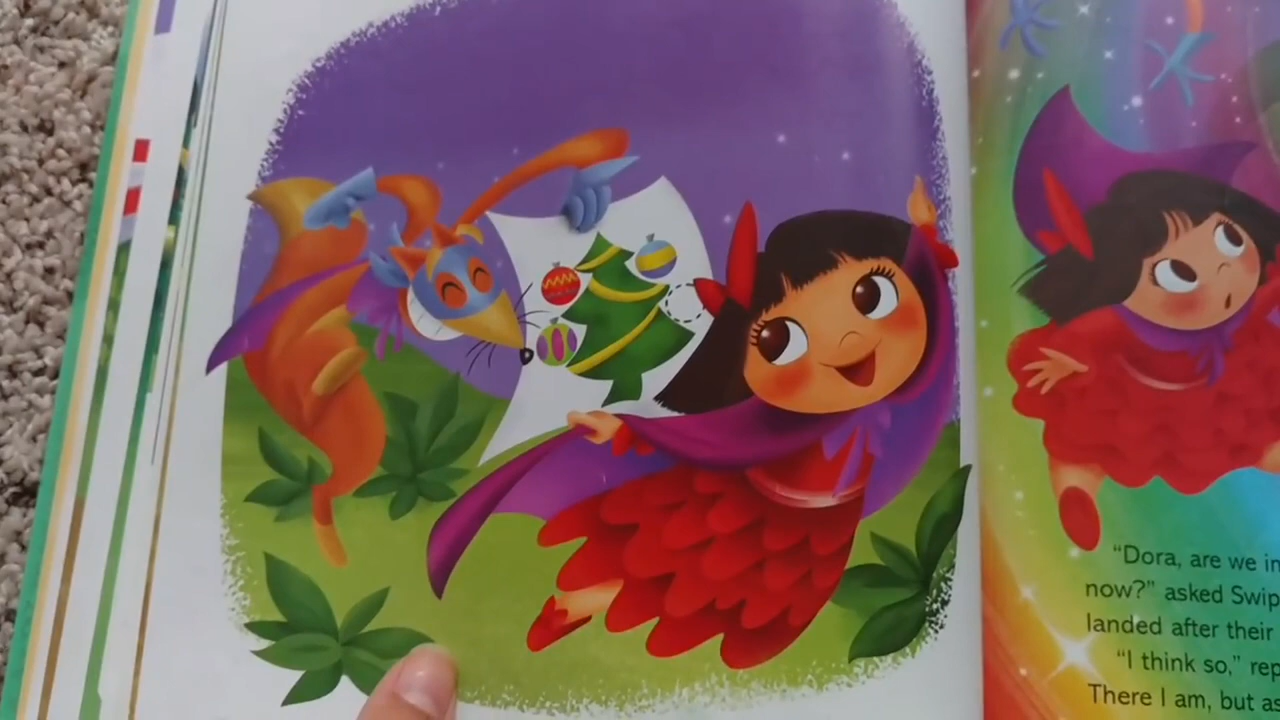 "Dora, are we in
now?" asked Swip
landed after their
"I think so," rep
There I am, but as